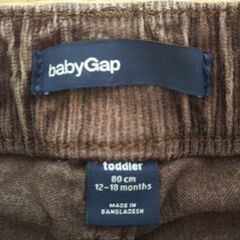 babyGap
toddler
80 cm
12-18 months
MADE IN
BANGLADESH